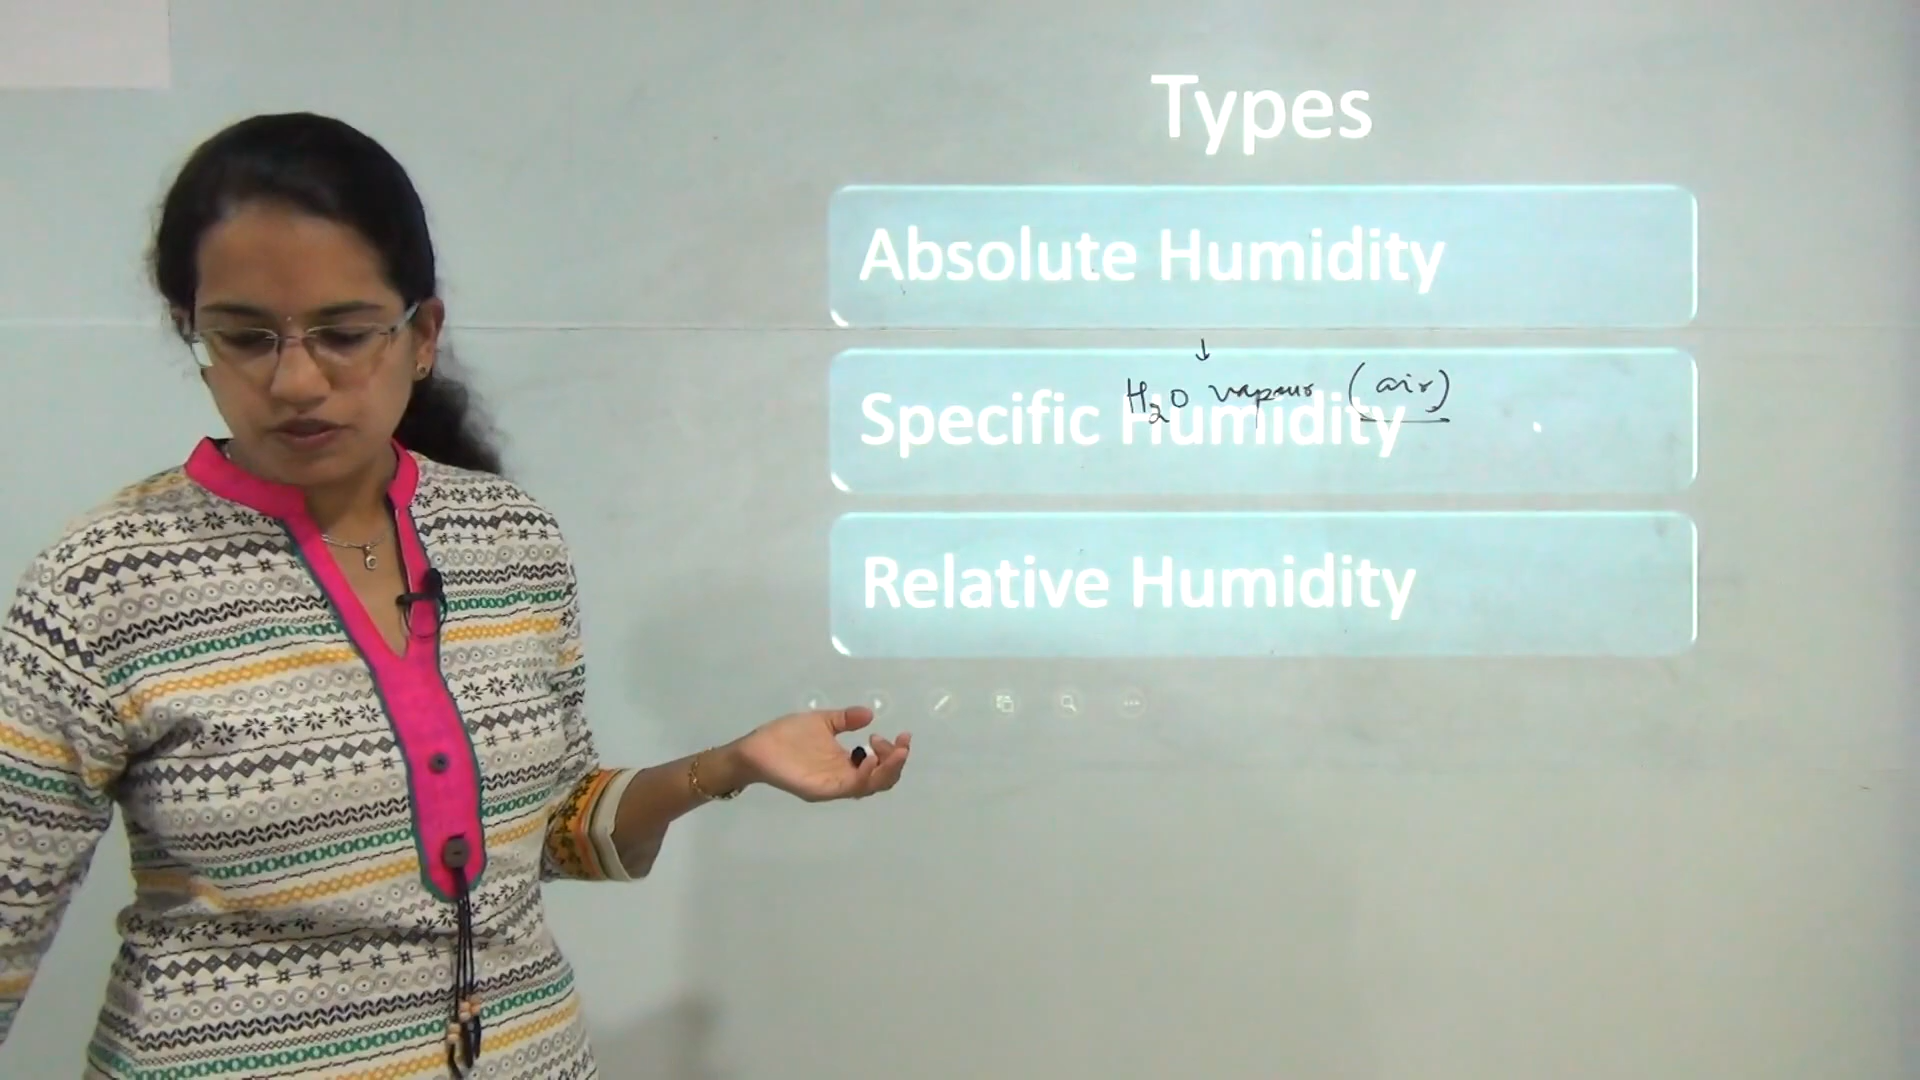 Types
Absolute Humidity
↓
H₂O vapour (air)
Specific Humidity
Relative Humidity